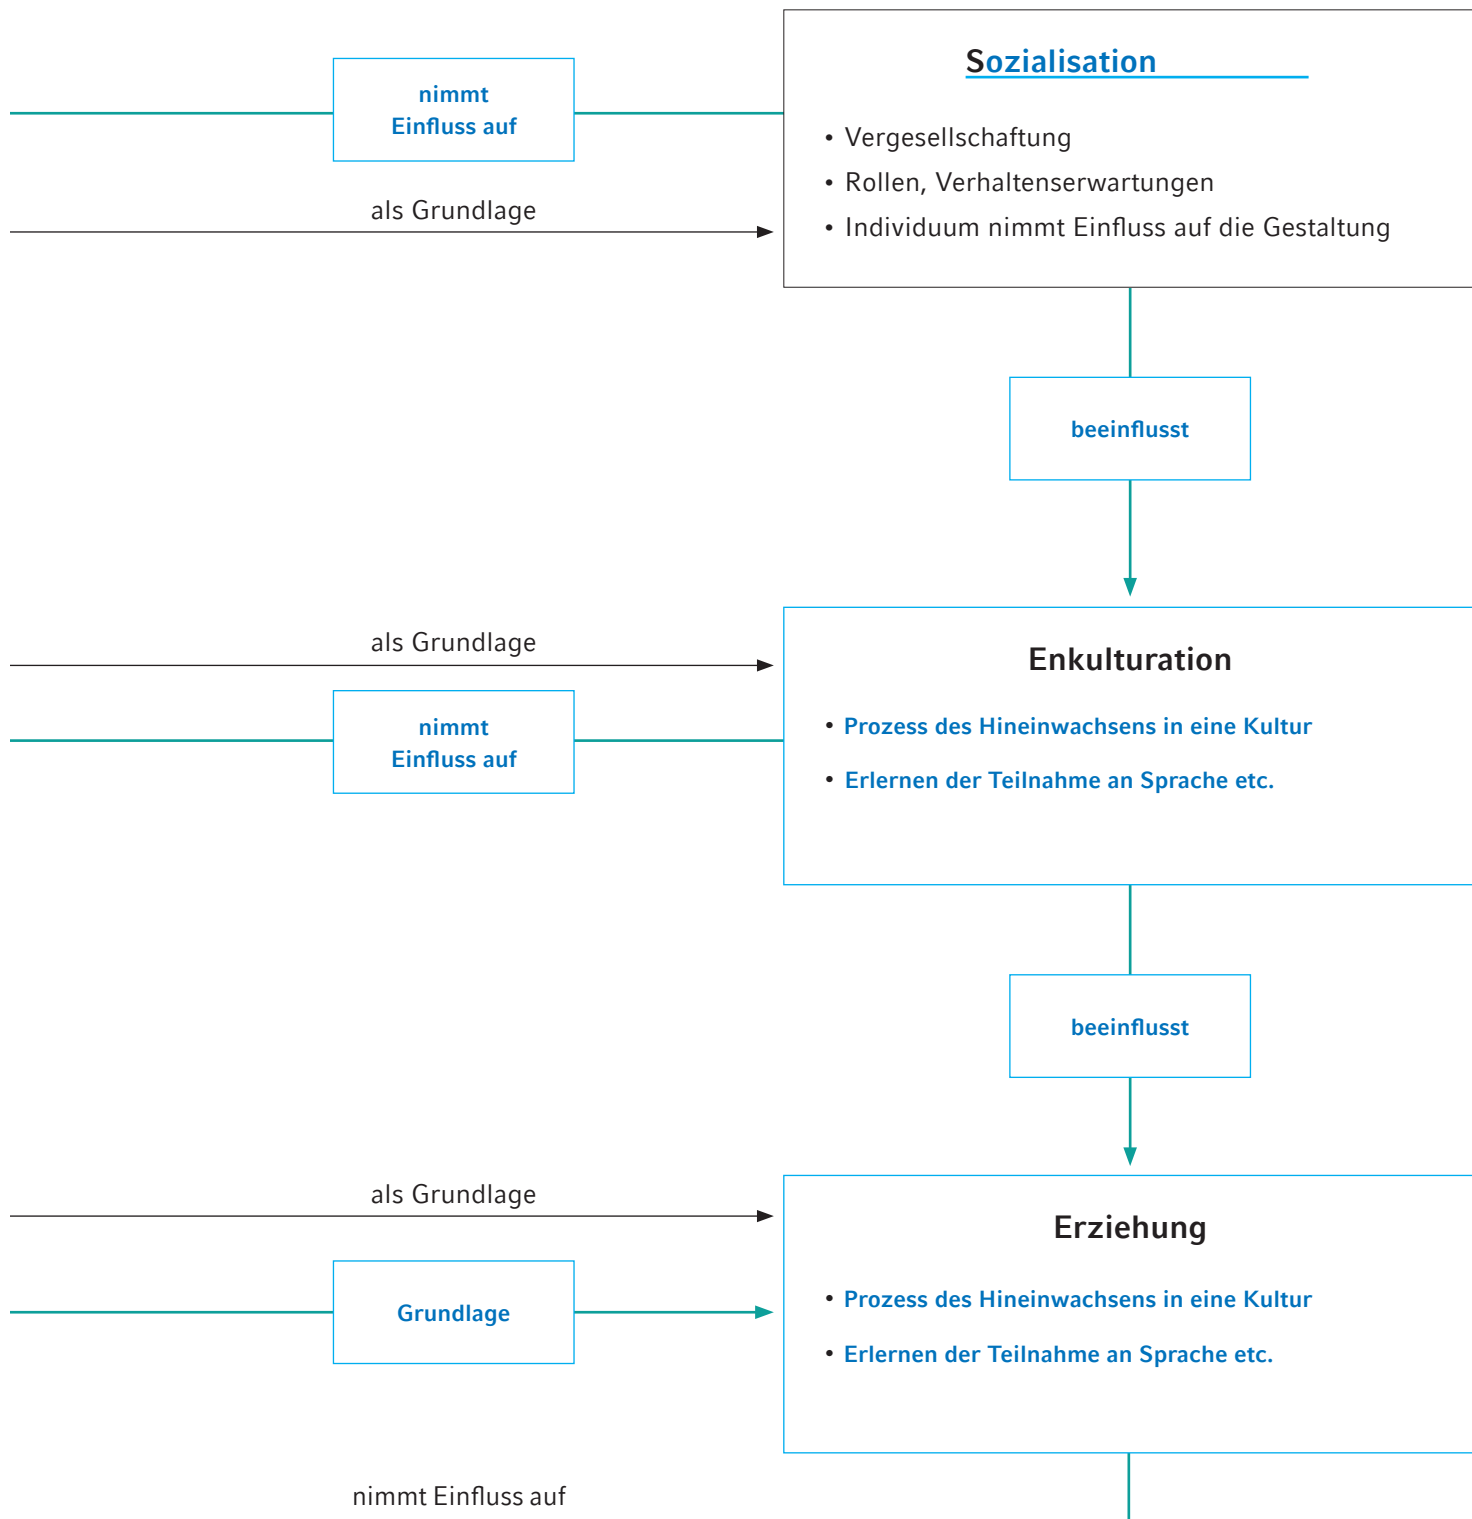 Sozialisation
nimmt
Einfluss auf
• Vergesellschaftung
• Rollen, Verhaltenserwartungen
als Grundlage
• Individuum nimmt Einfluss auf die Gestaltung
beeinflusst
als Grundlage
Enkulturation
nimmt
Einfluss auf
• Prozess des Hineinwachsens in eine Kultur
• Erlernen der Teilnahme an Sprache etc.
beeinflusst
als Grundlage
Erziehung
Grundlage
• Prozess des Hineinwachsens in eine Kultur
• Erlernen der Teilnahme an Sprache etc.
nimmt Einfluss auf